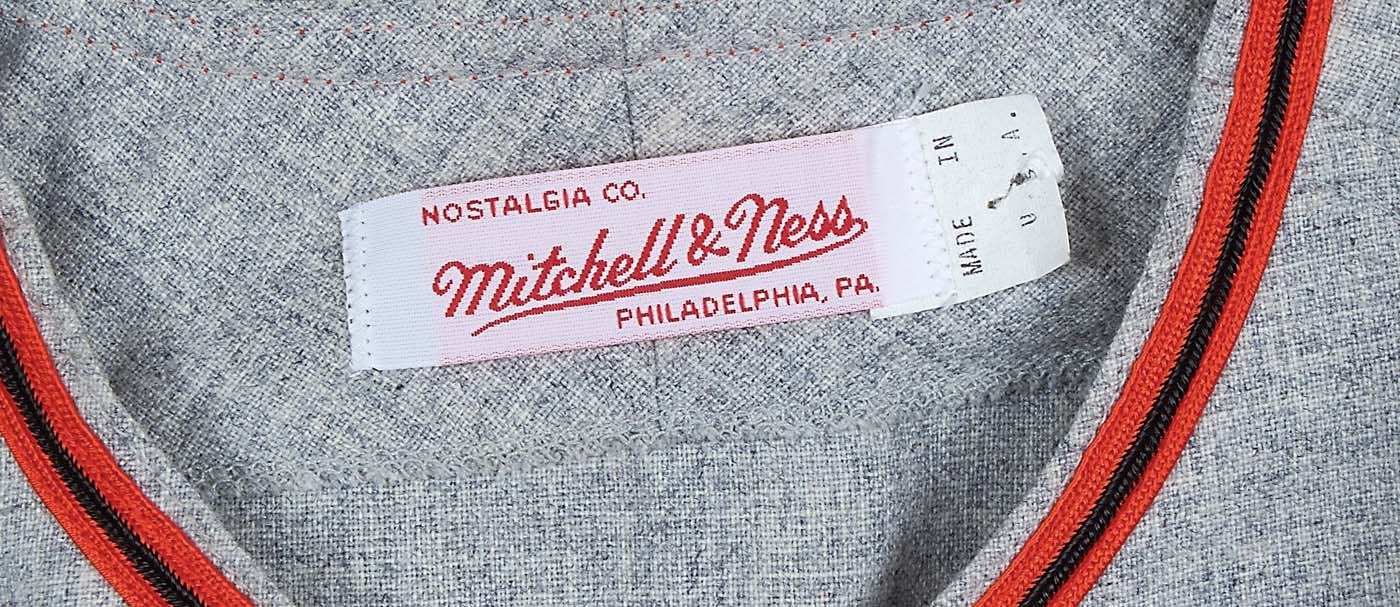 NOSTALGIA CO.
Mitchell & Ness
PHILADELPHIA, PA.
MADE IN
U.S.A.